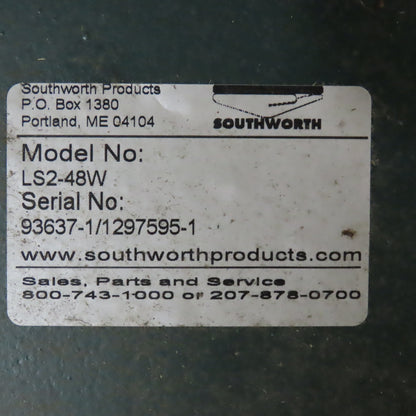 Southworth Products
P.O. Box 1380
Portland, ME 04104
SOUTHWORTH
Model No:
LS2-48W
Serial No:
93637-1/1297595-1
www.southworthproducts.com
Sales, Parts and Service
800-743-1000 or 207-878-0700